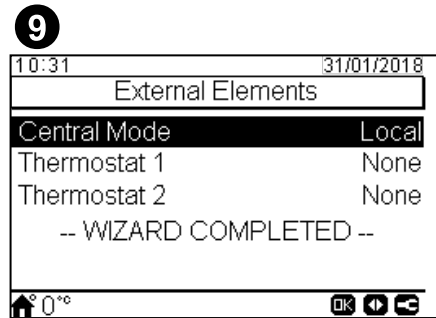 9
10:31 31/01/2018
External Elements
Central Mode Local
Thermostat 1 None
Thermostat 2 None
-- WIZARD COMPLETED --
0°c OK